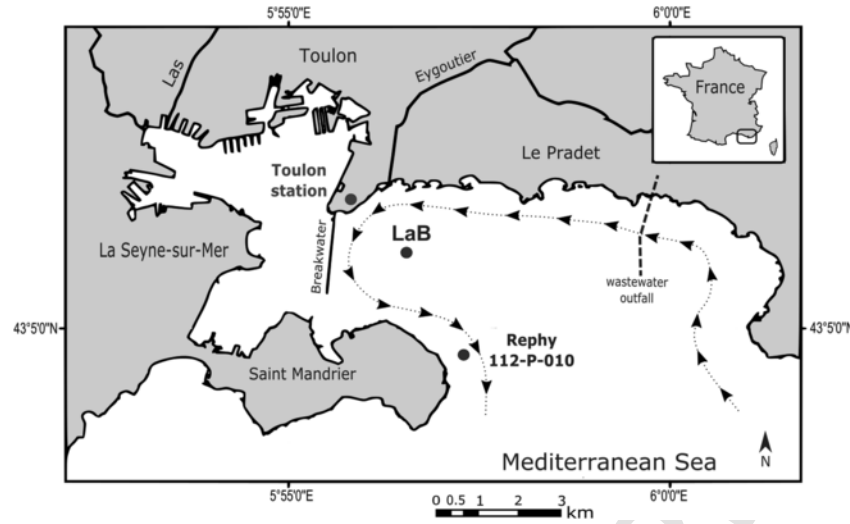 5°55'0"E
6°0'0"E
Toulon
Las
Eygoutier
France
Le Pradet
Toulon
station
La Seyne-sur-Mer
Breakwater
LaB
wastewater
outfall
43°5'0"N
43°5'0"N
Rephy
112-P-010
Saint Mandrier
N
Mediterranean Sea
5°55'0"E
6°0'0"E
0 0.5 1 2 3
km